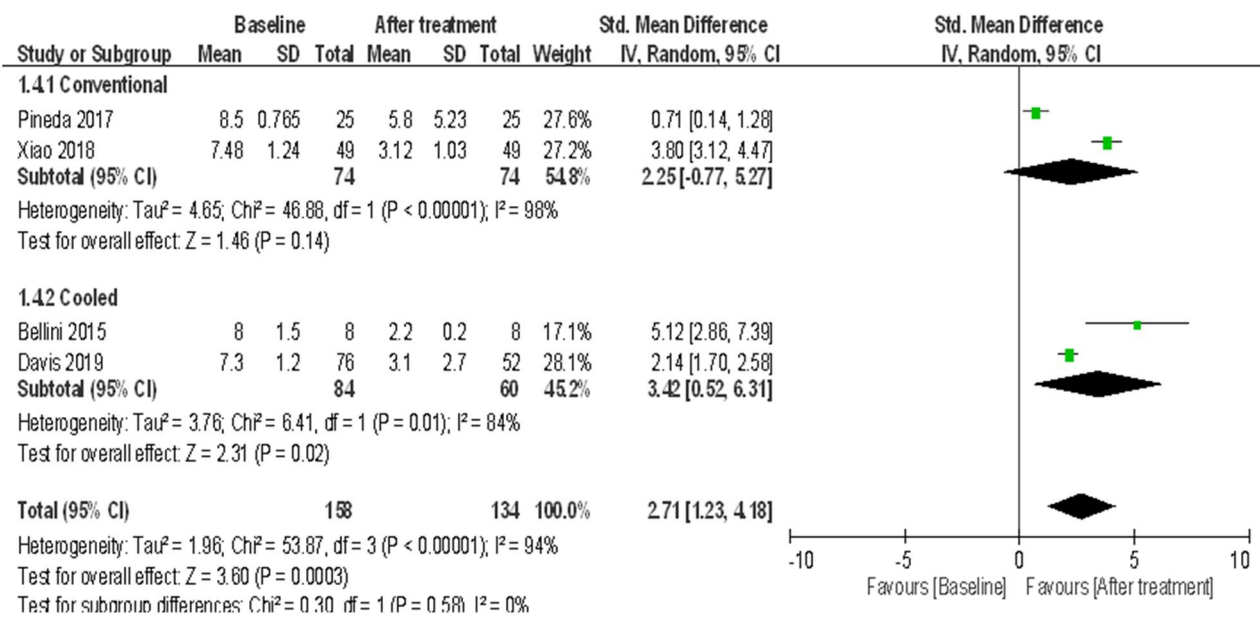 Baseline After treatment Std. Mean Difference Std. Mean Difference
Study or Subgroup Mean SD Total Mean SD Total Weight IV, Random, 95% CI IV, Random, 95% CI
1.4.1 Conventional
Pineda 2017 8.5 0.765 25 5.8 5.23 25 27.6% 0.71 [0.14, 1.28]
Xiao 2018 7.48 1.24 49 3.12 1.03 49 27.2% 3.80 [3.12, 4.47]
Subtotal (95% CI) 74 74 54.8% 2.25 [-0.77, 5.27]
Heterogeneity: Tau² = 4.65; Chi² = 46.88, df = 1 (P < 0.00001); I² = 98%
Test for overall effect: Z = 1.46 (P = 0.14)
1.4.2 Cooled
Bellini 2015 8 1.5 8 2.2 0.2 8 17.1% 5.12 [2.86, 7.39]
Davis 2019 7.3 1.2 76 3.1 2.7 52 28.1% 2.14 [1.70, 2.58]
Subtotal (95% CI) 84 60 45.2% 3.42 [0.52, 6.31]
Heterogeneity: Tau² = 3.76; Chi² = 6.41, df = 1 (P = 0.01); I² = 84%
Test for overall effect: Z = 2.31 (P = 0.02)
Total (95% CI) 158 134 100.0% 2.71 [1.23, 4.18]
Heterogeneity: Tau² = 1.96; Chi² = 53.87, df = 3 (P < 0.00001); I² = 94%
Test for overall effect: Z = 3.60 (P = 0.0003)
Test for subgroup differences: Chi² = 0.30, df = 1 (P = 0.58), I² = 0%
-10 -5 0 5 10
Favours [Baseline] Favours [After treatment]